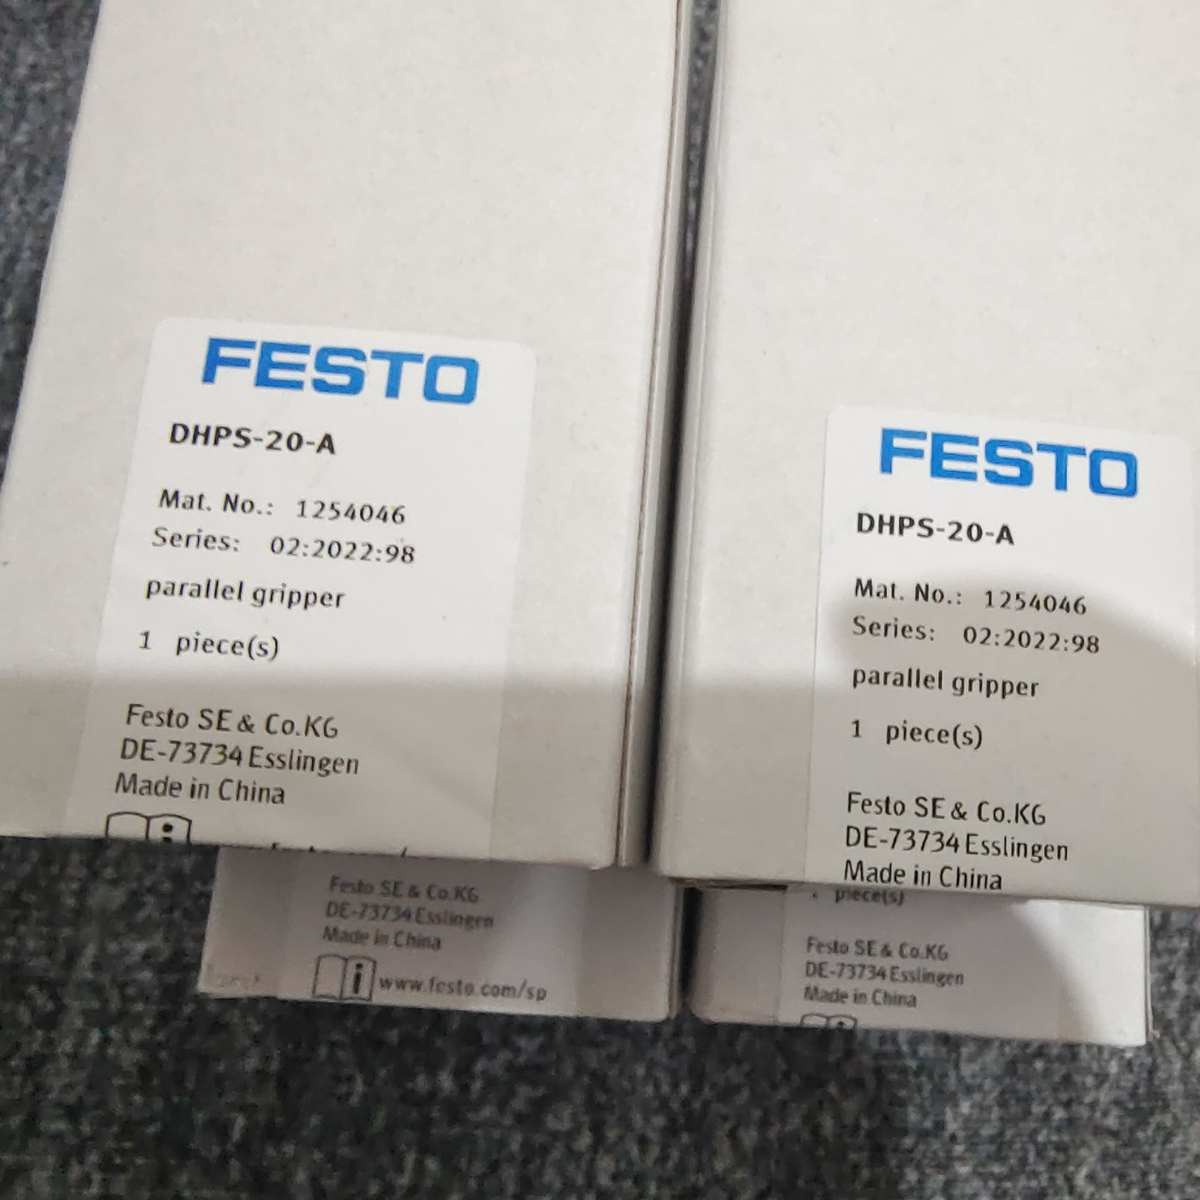 FESTO
DHPS-20-A
Mat. No.: 1254046
Series: 02:2022:98
parallel gripper
1 piece(s)
Festo SE & Co.KG
DE-73734 Esslingen
Made in China
FESTO
DHPS-20-A
Mat. No.: 1254046
Series: 02:2022:98
parallel gripper
1 piece(s)
Festo SE & Co.KG
DE-73734 Esslingen
Made in China
Festo SE & Co.KG
DE-73734 Esslingen
Made in China
www.festo.com/sp
piece(s)
Festo SE & Co.KG
DE-73734 Esslingen
Made in China